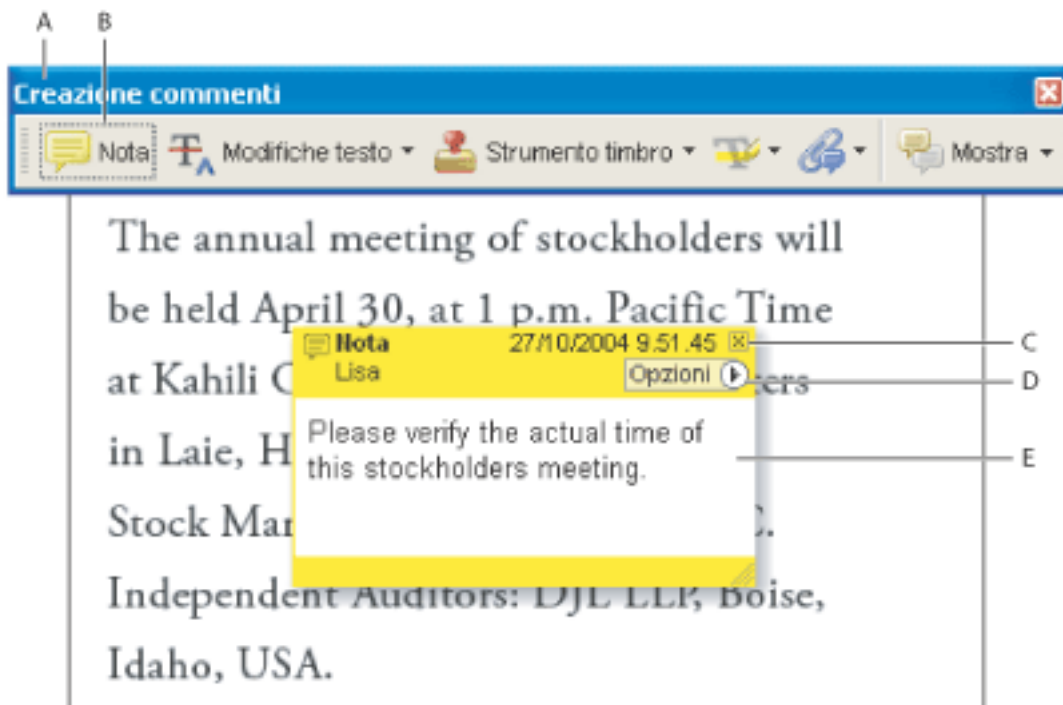 A B
Creazione commenti
Nota Modifiche testo Strumento timbro Mostra
The annual meeting of stockholders will
be held April 30, at 1 p.m. Pacific Time
at Kahili
in Laie, H
Stock Mar
Independent Auditors: DJL LLP, Boise,
Idaho, USA.
Nota 27/10/2004 9.51.45
Lisa Opzioni
Please verify the actual time of
this stockholders meeting.
C
D
E